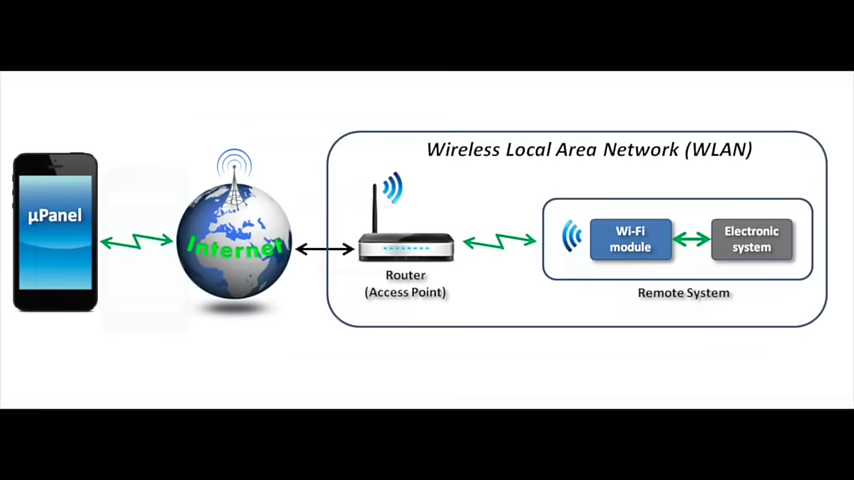 Wireless Local Area Network (WLAN)
µPanel
Internet
Wi-Fi
module
Electronic
system
Router
(Access Point)
Remote System